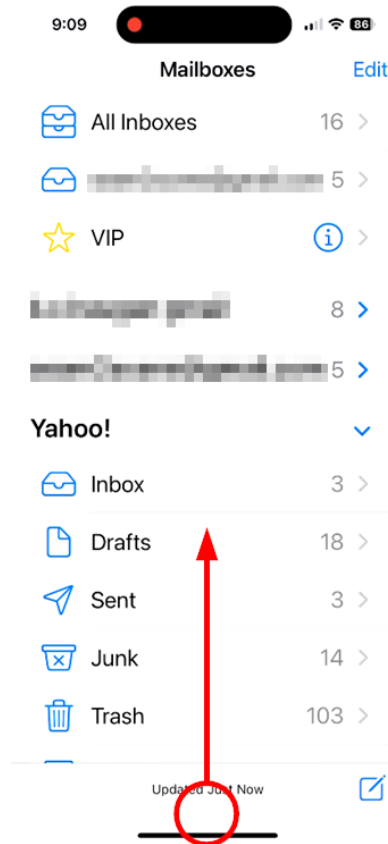 9:09 86
Mailboxes Edit
All Inboxes 16
5
VIP
8
5
Yahoo!
Inbox 3
Drafts 18
Sent 3
Junk 14
Trash 103
Updated Just Now